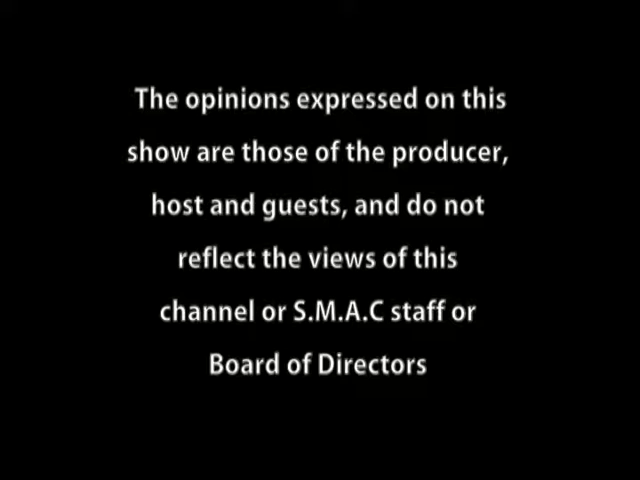 The opinions expressed on this
show are those of the producer,
host and guests, and do not
reflect the views of this
channel or S.M.A.C staff or
Board of Directors